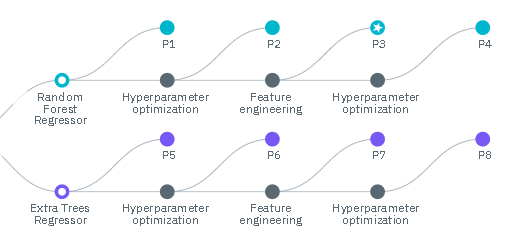 P1 P2 P3 P4
Random Hyperparameter Feature Hyperparameter
Forest optimization engineering optimization
Regressor
P5 P6 P7 P8
Extra Trees Hyperparameter Feature Hyperparameter
Regressor optimization engineering optimization